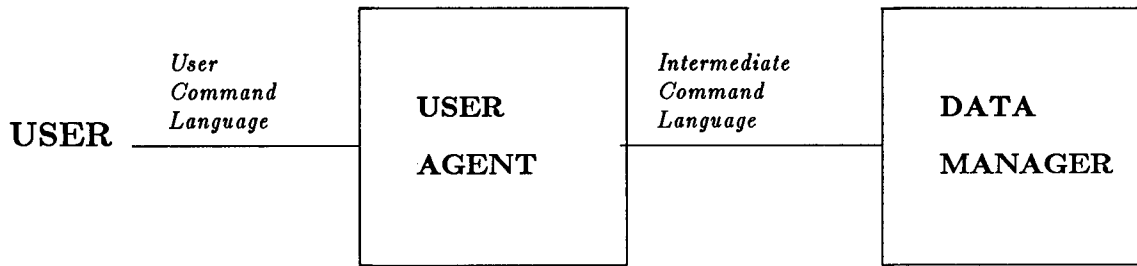 USER
User
Command
Language
USER
AGENT
Intermediate
Command
Language
DATA
MANAGER